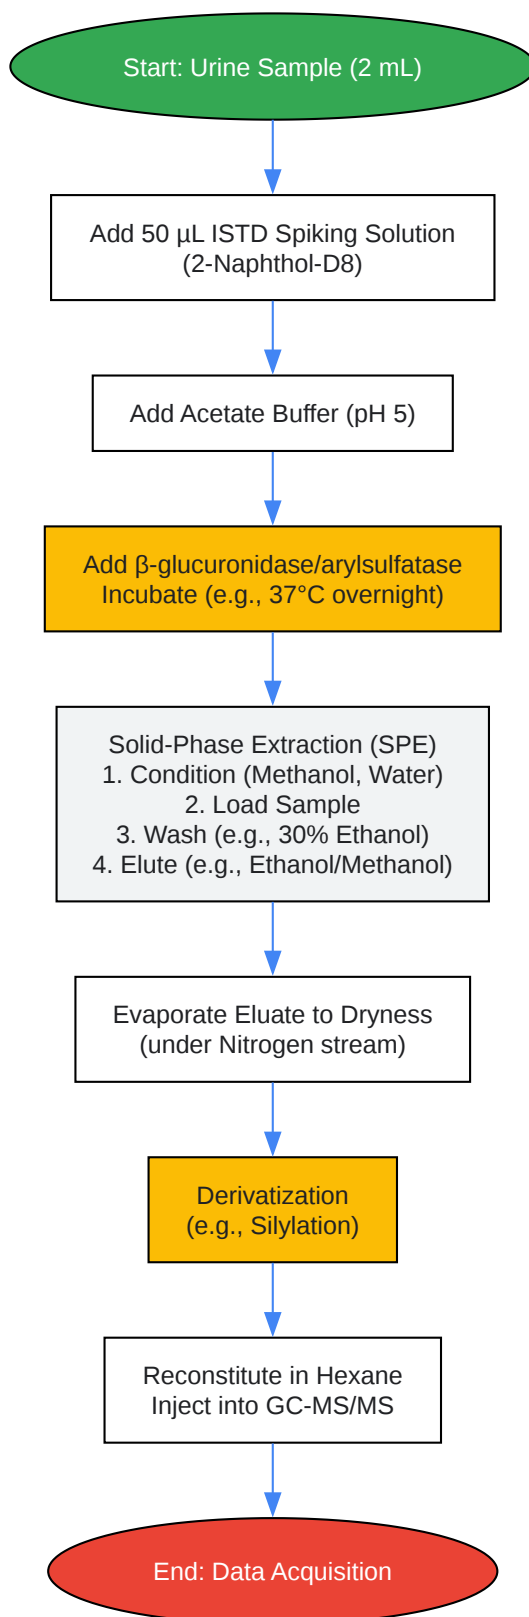 Start: Urine Sample (2 mL)
Add 50 µL ISTD Spiking Solution
(2-Naphthol-D8)
Add Acetate Buffer (pH 5)
Add β-glucuronidase/arylsulfatase
Incubate (e.g., 37°C overnight)
Solid-Phase Extraction (SPE)
1. Condition (Methanol, Water)
2. Load Sample
3. Wash (e.g., 30% Ethanol)
4. Elute (e.g., Ethanol/Methanol)
Evaporate Eluate to Dryness
(under Nitrogen stream)
Derivatization
(e.g., Silylation)
Reconstitute in Hexane
Inject into GC-MS/MS
End: Data Acquisition